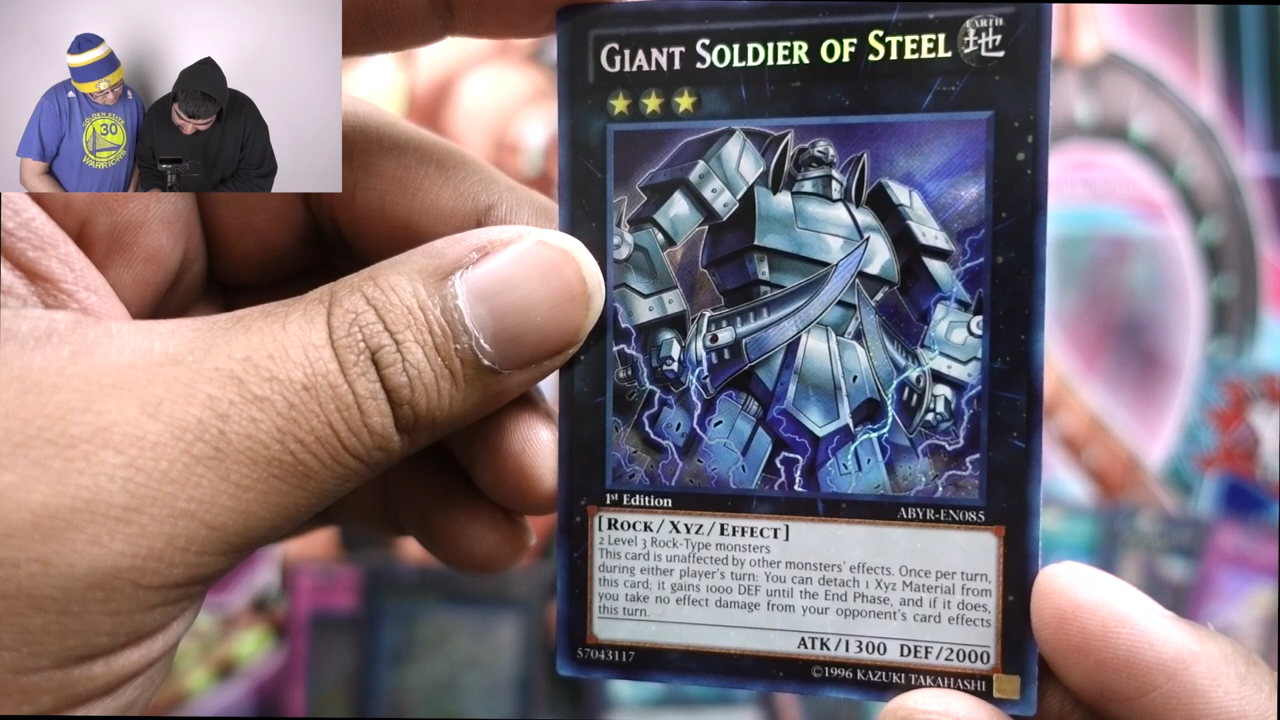 GOLDEN STATE
30
WARRIORS
GIANT SOLDIER OF STEEL
EARTH
地
1st Edition
ABYR-EN085
[ROCK/XYZ/EFFECT]
2 Level 3 Rock-Type monsters
This card is unaffected by other monsters' effects. Once per turn,
during either player's turn: You can detach 1 Xyz Material from
this card; it gains 1000 DEF until the End Phase, and if it does,
you take no effect damage from your opponent's card effects
this turn.
ATK/1300 DEF/2000
57043117
©1996 KAZUKI TAKAHASHI